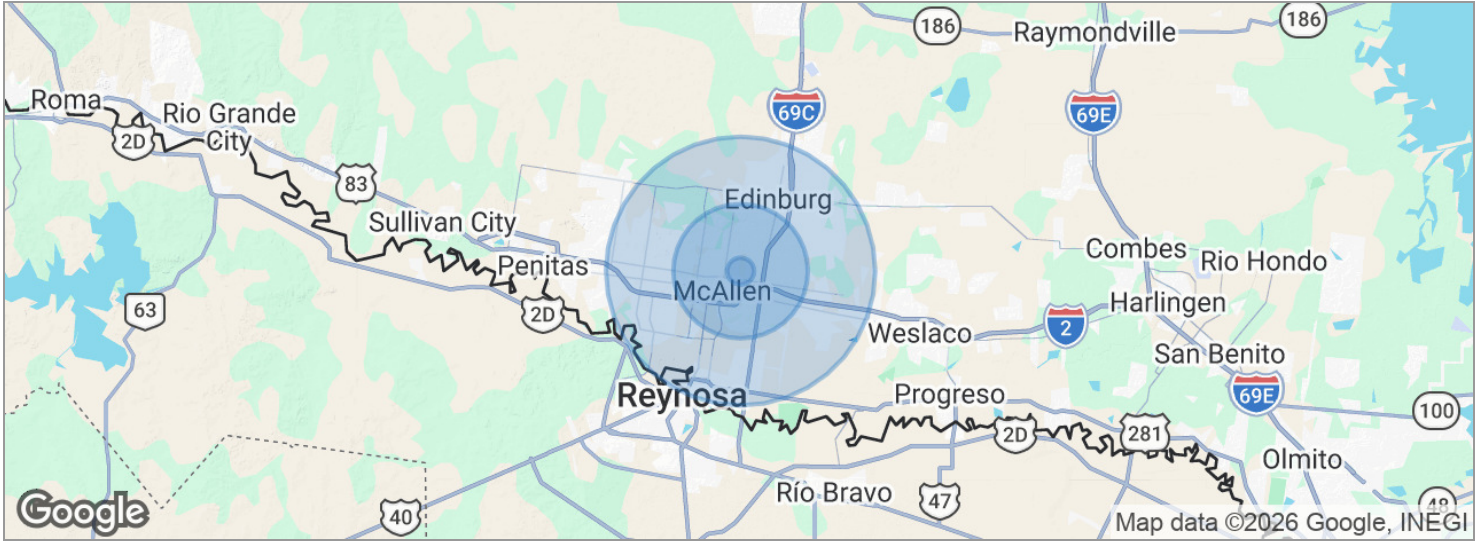 186
186
Raymondville
Roma
69C
69E
Rio Grande
City
2D
83
Edinburg
Sullivan City
Combes
Rio Hondo
Penitas
McAllen
Harlingen
63
2D
2
Weslaco
San Benito
Reynosa
Progreso
69E
100
2D
281
Olmito
Río Bravo
47
48
40
Google
Map data ©2026 Google, INEGI